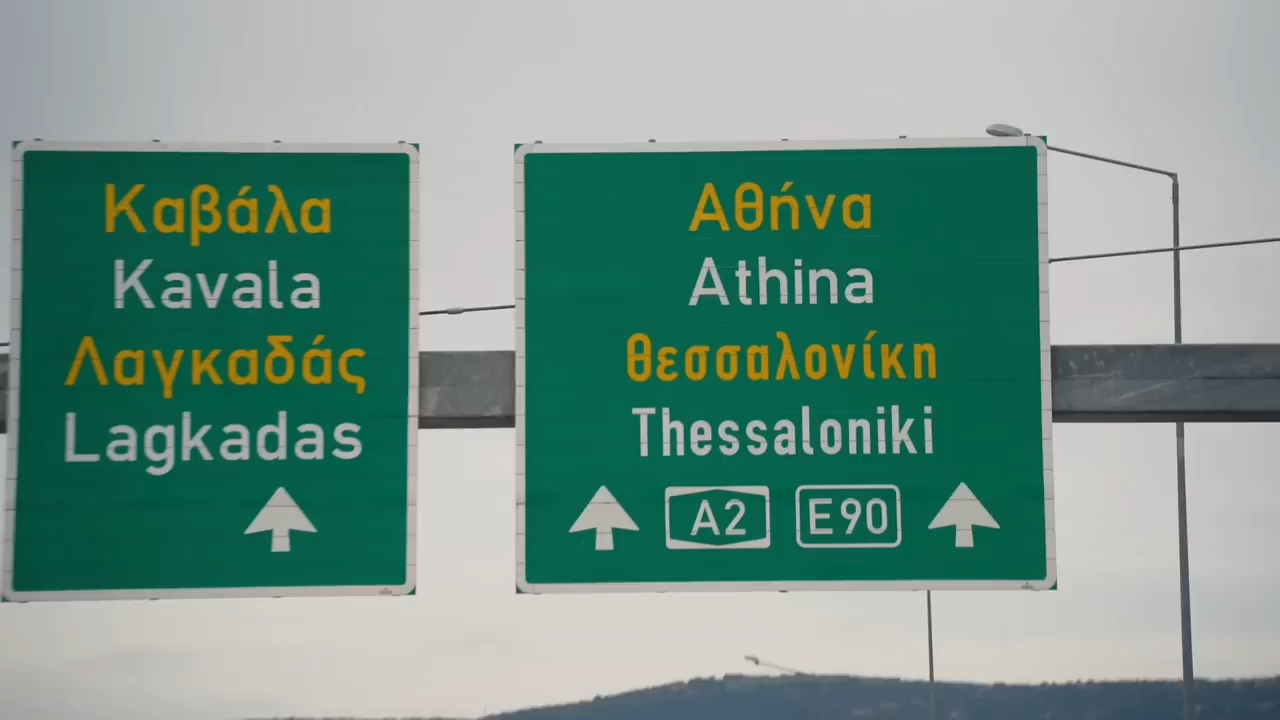 Καβάλα
Kavala
Λαγκαδάς
Lagkadas
Αθήνα
Athina
Θεσσαλονίκη
Thessaloniki
A2 E90